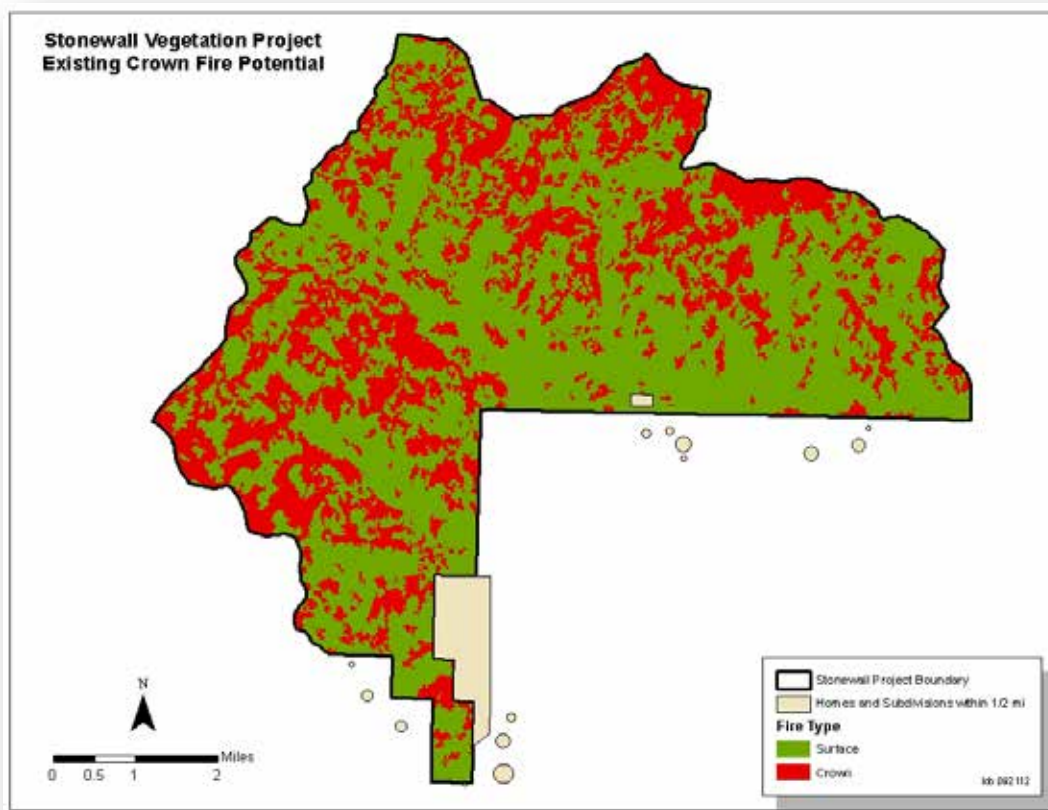 Stonewall Vegetation Project
Existing Crown Fire Potential
N
Miles
0 0.5 1 2
Stonewall Project Boundary
Homes and Subdivisions within 1/2 mi
Fire Type
Surface
Crown